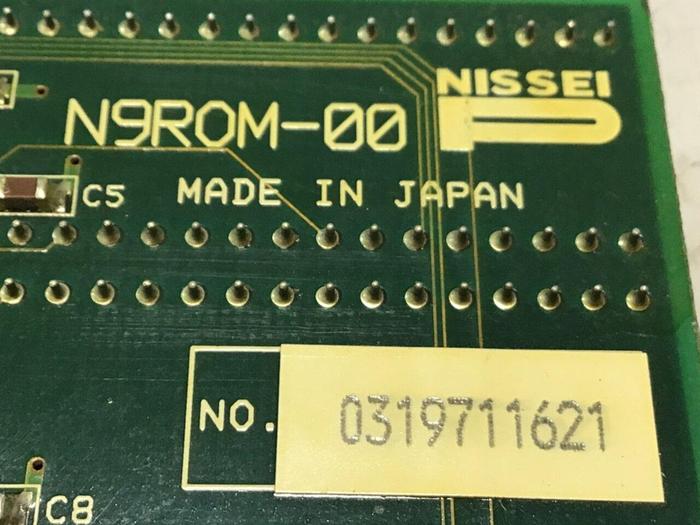 NISSEI
N9ROM-00
C5
MADE IN JAPAN
NO. 0319711621
C8